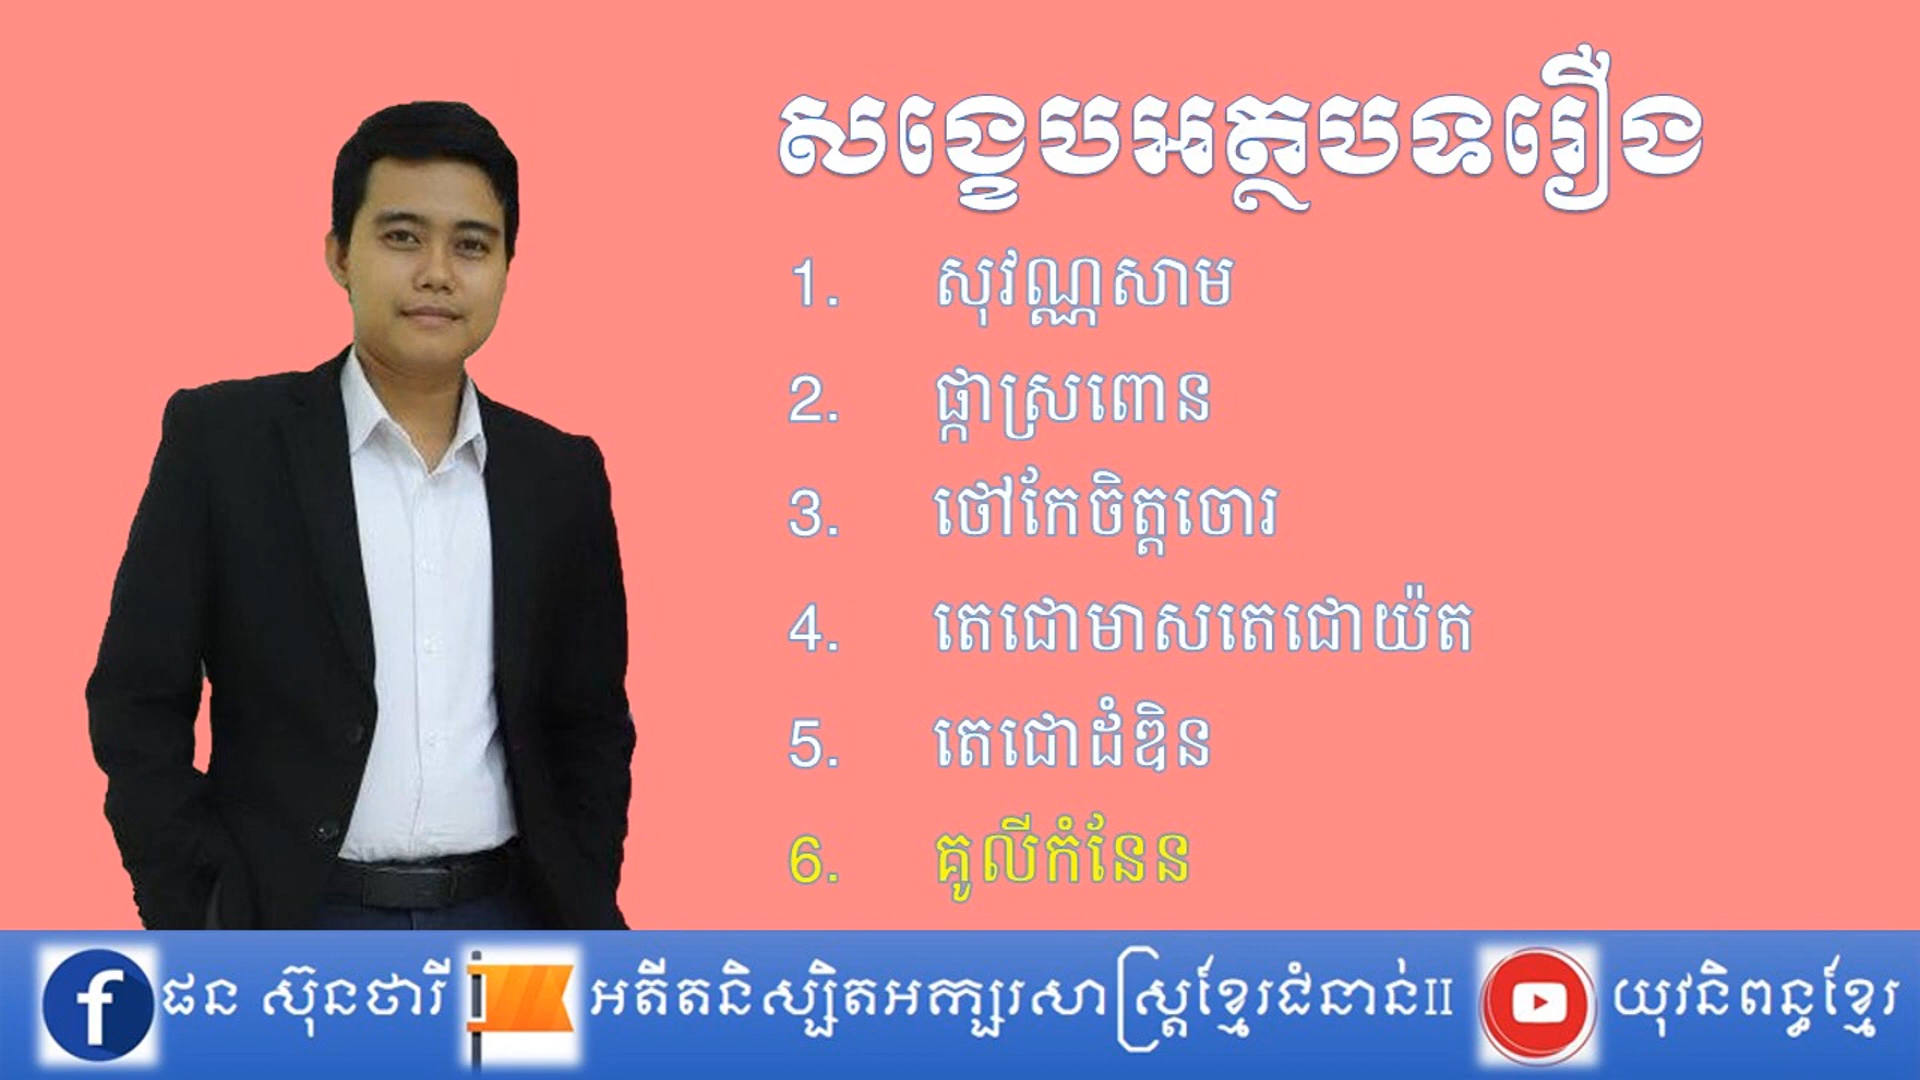 សង្ខេបអត្ថបទរឿង
1. សុវណ្ណសាម
2. ផ្កាស្រពោន
3. ថៅកែចិត្តចោរ
4. តេជោមាសតេជោយ៉ត
5. តេជោដំឌិន
6. គូលីកំនែន
ផន ស៊ុនថារី អតីតនិស្សិតអក្សរសាស្ត្រខ្មែរជំនាន់II យុវនិពន្ធខ្មែរ